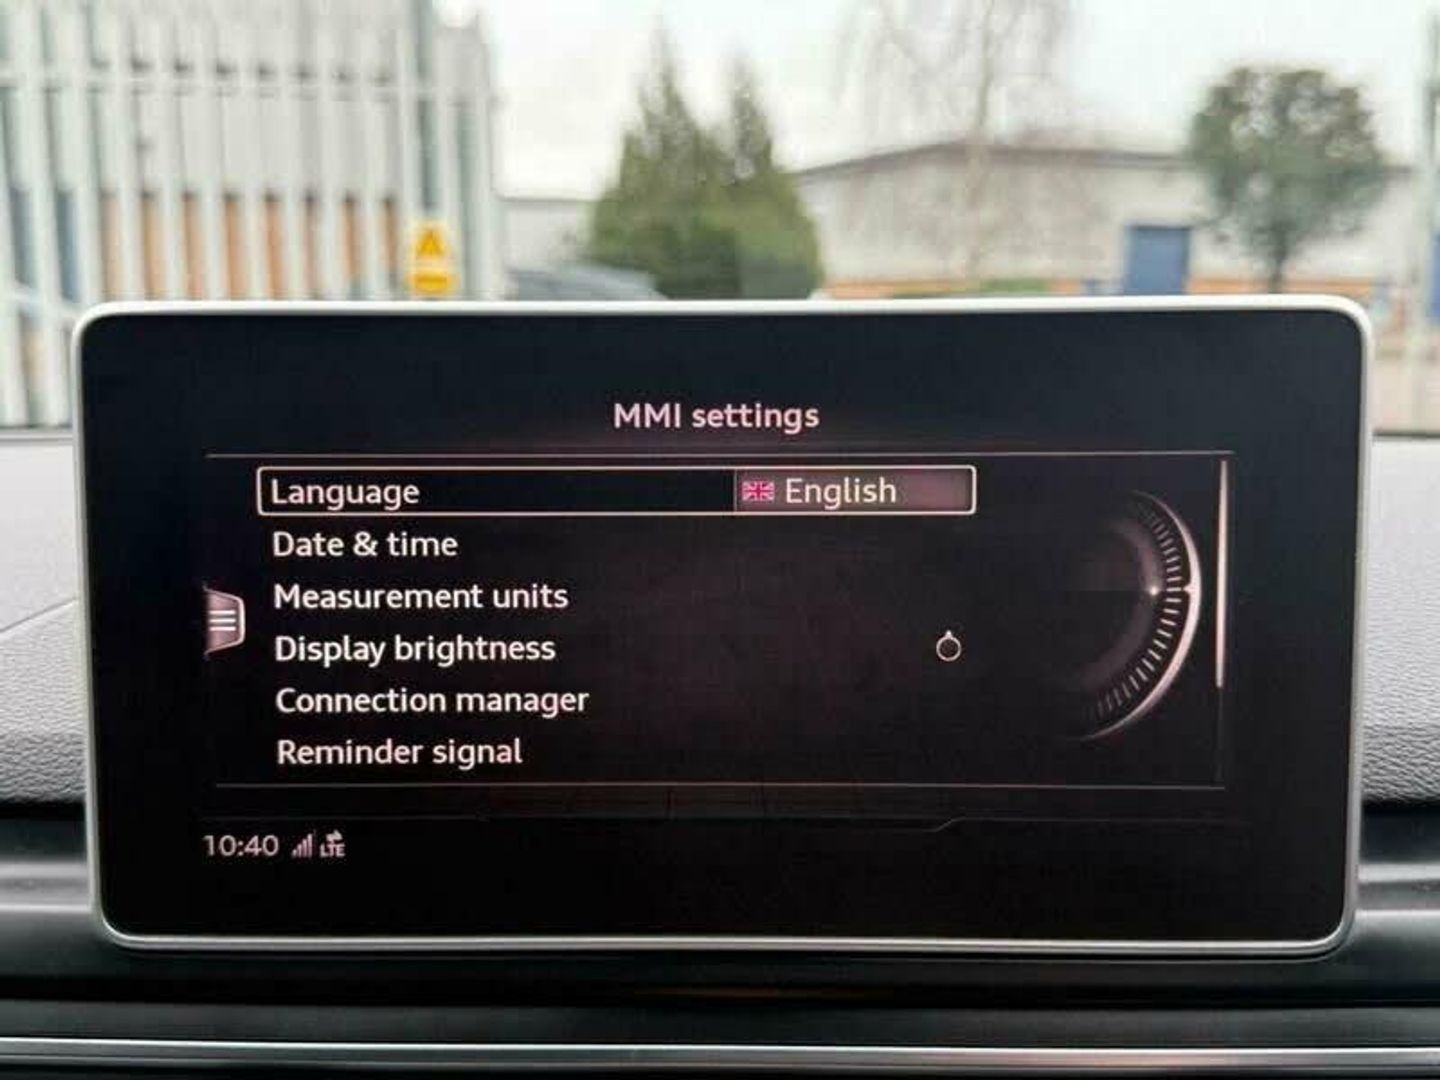 MMI settings
Language English
Date & time
Measurement units
Display brightness
Connection manager
Reminder signal
10:40 LTE